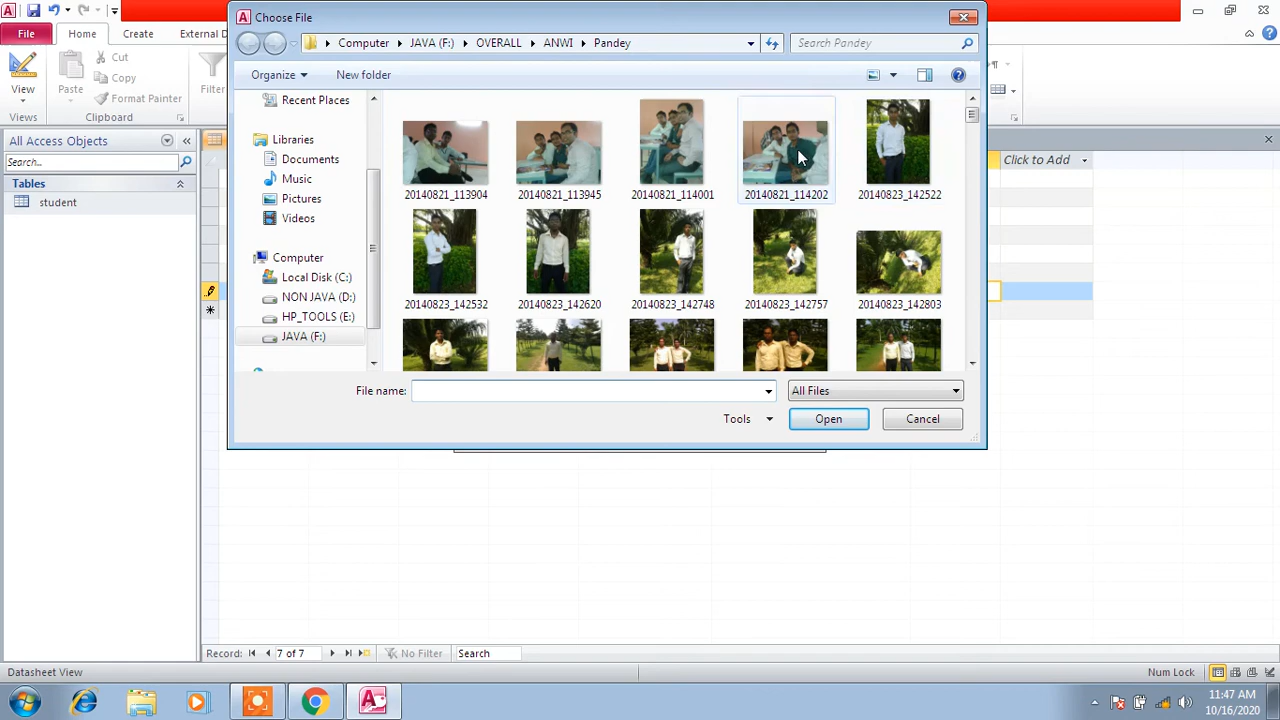 Choose File
File
Home
Create
External D
View
Paste
Cut
Copy
Format Painter
Filter
Views
Clipboard
Computer
JAVA (F:)
OVERALL
ANWI
Pandey
Search Pandey
Organize
New folder
Recent Places
Libraries
Documents
Music
Pictures
Videos
Computer
Local Disk (C:)
NON JAVA (D:)
HP_TOOLS (E:)
JAVA (F:)
20140821_113904
20140821_113945
20140821_114001
20140821_114202
20140823_142522
20140823_142532
20140823_142620
20140823_142748
20140823_142757
20140823_142803
File name:
All Files
Tools
Open
Cancel
All Access Objects
Search...
Tables
student
Click to Add
Record:
7 of 7
No Filter
Search
Datasheet View
Num Lock
11:47 AM
10/16/2020